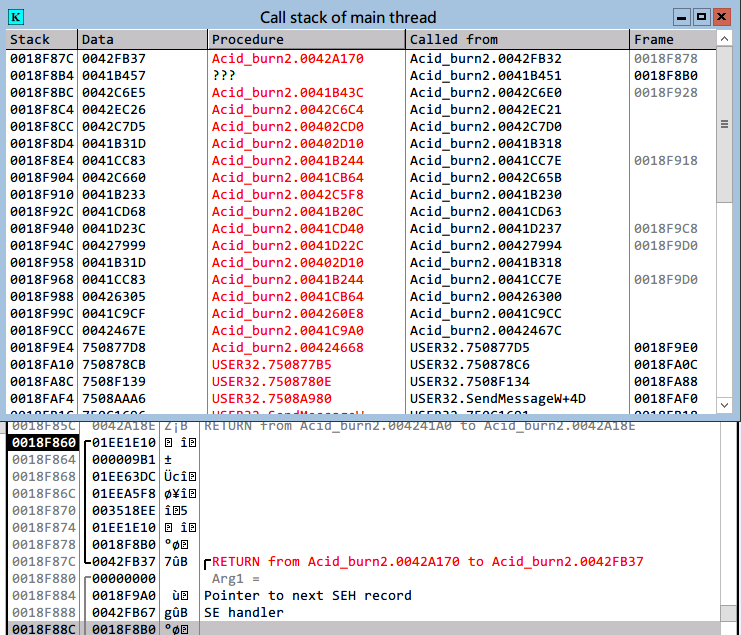 K Call stack of main thread
Stack Data Procedure Called from Frame
0018F87C 0042FB37 Acid_burn2.0042A170 Acid_burn2.0042FB32 0018F878
0018F8B4 0041B457 ??? Acid_burn2.0041B451 0018F8B0
0018F8BC 0042C6E5 Acid_burn2.0041B43C Acid_burn2.0042C6E0 0018F928
0018F8C4 0042EC26 Acid_burn2.0042C6C4 Acid_burn2.0042EC21
0018F8CC 0042C7D5 Acid_burn2.00402CD0 Acid_burn2.0042C7D0
0018F8D4 0041B31D Acid_burn2.00402D10 Acid_burn2.0041B318
0018F8E4 0041CC83 Acid_burn2.0041B244 Acid_burn2.0041CC7E 0018F918
0018F904 0042C660 Acid_burn2.0041CB64 Acid_burn2.0042C65B
0018F910 0041B233 Acid_burn2.0042C5F8 Acid_burn2.0041B230
0018F92C 0041CD68 Acid_burn2.0041B20C Acid_burn2.0041CD63
0018F940 0041D23C Acid_burn2.0041CD40 Acid_burn2.0041D237 0018F9C8
0018F94C 00427999 Acid_burn2.0041D22C Acid_burn2.00427994 0018F9D0
0018F958 0041B31D Acid_burn2.00402D10 Acid_burn2.0041B318
0018F968 0041CC83 Acid_burn2.0041B244 Acid_burn2.0041CC7E 0018F9D0
0018F988 00426305 Acid_burn2.0041CB64 Acid_burn2.00426300
0018F99C 0041C9CF Acid_burn2.004260E8 Acid_burn2.0041C9CC
0018F9CC 0042467E Acid_burn2.0041C9A0 Acid_burn2.0042467C
0018F9E4 750877D8 Acid_burn2.00424668 USER32.750877D5 0018F9E0
0018FA10 750878CB USER32.750877B5 USER32.750878C6 0018FA0C
0018FA8C 7508F139 USER32.7508780E USER32.7508F134 0018FA88
0018FAF4 7508AAA6 USER32.7508A980 USER32.SendMessageW+4D 0018FAF0
0018F85C 0042A18E Z¡B RETURN from Acid_burn2.004241A0 to Acid_burn2.0042A18E
0018F860 01EE1E10 î
0018F864 000009B1 ±
0018F868 01EE63DC Ücî
0018F86C 01EEA5F8 ø¥î
0018F870 003518EE î5
0018F874 01EE1E10 î
0018F878 0018F8B0 °ø
0018F87C 0042FB37 7ûB RETURN from Acid_burn2.0042A170 to Acid_burn2.0042FB37
0018F880 00000000 Arg1 =
0018F884 0018F9A0 ù Pointer to next SEH record
0018F888 0042FB67 gûB SE handler
0018F88C 0018F8B0 °ø